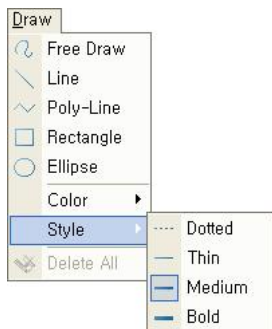 Draw
Free Draw
Line
Poly-Line
Rectangle
Ellipse
Color
Style
Delete All
Dotted
Thin
Medium
Bold